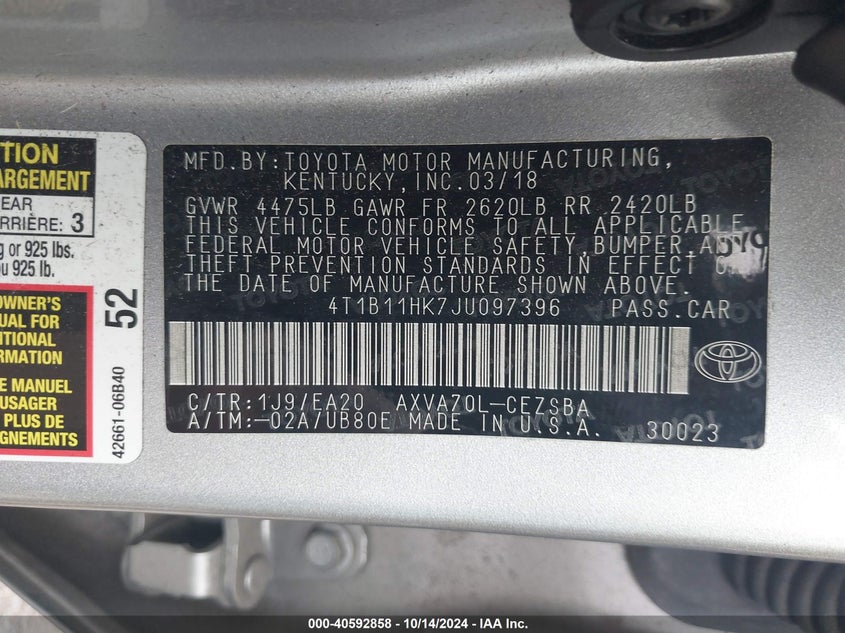 TION
ARGEMENT
EAR
RRIÈRE: 3
g or 925 lbs.
u 925 lb.
OWNER'S
UAL FOR
ITIONAL
ORMATION
E MANUEL
USAGER
PLUS DE
GNEMENTS
52
42661-06B40
MFD.BY:TOYOTA MOTOR MANUFACTURING,
KENTUCKY,INC.03/18
GVWR 4475LB GAWR FR 2620LB RR 2420LB
THIS VEHICLE CONFORMS TO ALL APPLICABLE
FEDERAL MOTOR VEHICLE SAFETY,BUMPER,
THEFT PREVENTION STANDARDS IN EFFECT
THE DATE OF MANUFACTURE SHOWN ABOVE.
4T1B11HK7JU097396 PASS.CAR
C/TR:1J9/EA20 AXVA70L-CEZSBA
A/TM:-02A/UB80E MADE IN U.S.A. 30023
000-40592858 - 10/14/2024 - IAA Inc.